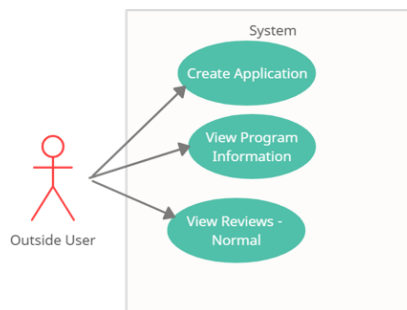 System
Create Application
View Program
Information
View Reviews -
Normal
Outside User